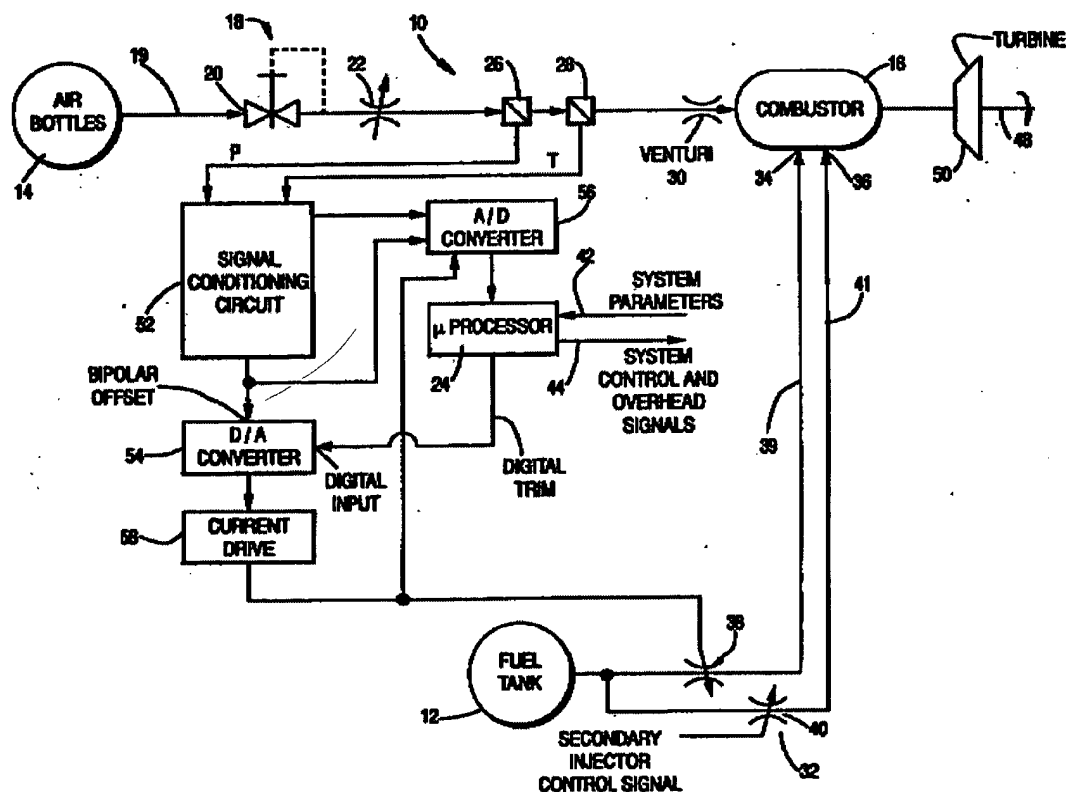 18
10
TURBINE
AIR
BOTTLES
19
20
22
26
28
16
COMBUSTOR
48
14
P
T
VENTURI
30
34
36
50
SIGNAL
CONDITIONING
CIRCUIT
52
A/D
CONVERTER
56
42
SYSTEM
PARAMETERS
41
μ PROCESSOR
24
44
SYSTEM
CONTROL AND
OVERHEAD
SIGNALS
39
BIPOLAR
OFFSET
D/A
CONVERTER
54
DIGITAL
INPUT
DIGITAL
TRIM
CURRENT
DRIVE
58
FUEL
TANK
12
38
40
32
SECONDARY
INJECTOR
CONTROL SIGNAL